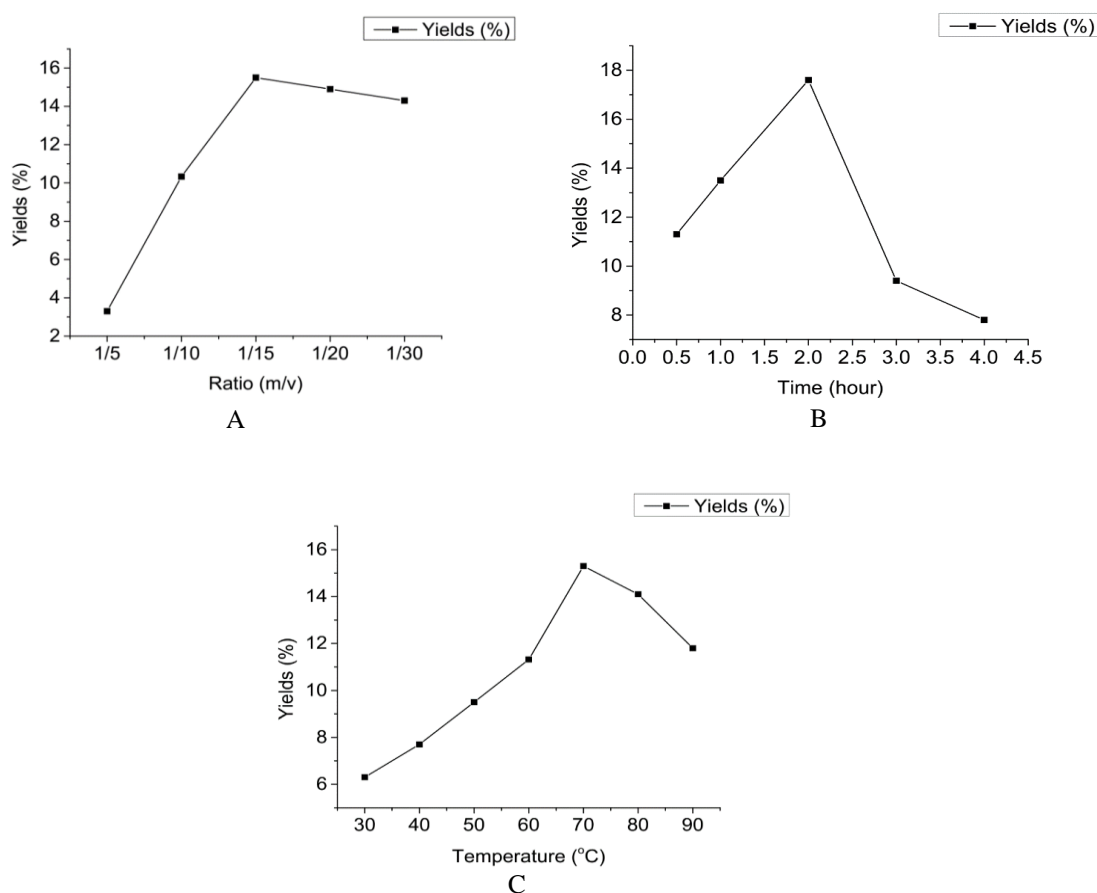 Yields (%)
16
14
12
10
8
6
4
2
Yields (%)
1/5 1/10 1/15 1/20 1/30
Ratio (m/v)
A
Yields (%)
18
16
14
12
10
8
Yields (%)
0.0 0.5 1.0 1.5 2.0 2.5 3.0 3.5 4.0 4.5
Time (hour)
B
Yields (%)
16
14
12
10
8
6
Yields (%)
30 40 50 60 70 80 90
Temperature (°C)
C